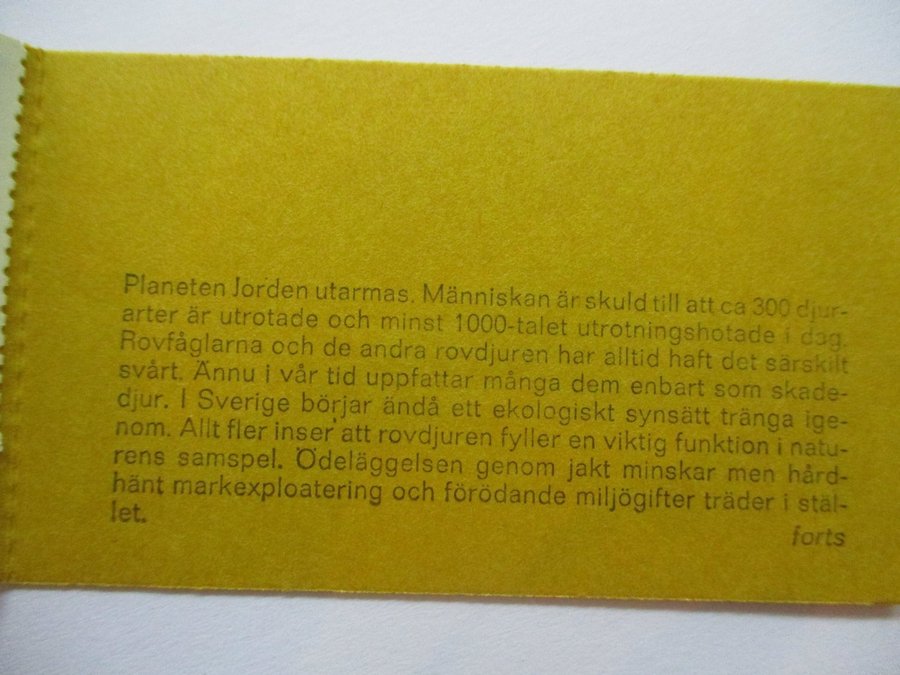 Planeten Jorden utarmas. Människan är skuld till att ca 300 djur-
arter är utrotade och minst 1000-talet utrotningshotade i dag.
Rovfåglarna och de andra rovdjuren har alltid haft det särskilt
svårt. Ännu i vår tid uppfattar många dem enbart som skade-
djur. I Sverige börjar ändå ett ekologiskt synsätt tränga ige-
nom. Allt fler inser att rovdjuren fyller en viktig funktion i natu-
rens samspel. Ödeläggelsen genom jakt minskar men hård-
hänt markexploatering och förödande miljögifter träder i stäl-
let.
forts